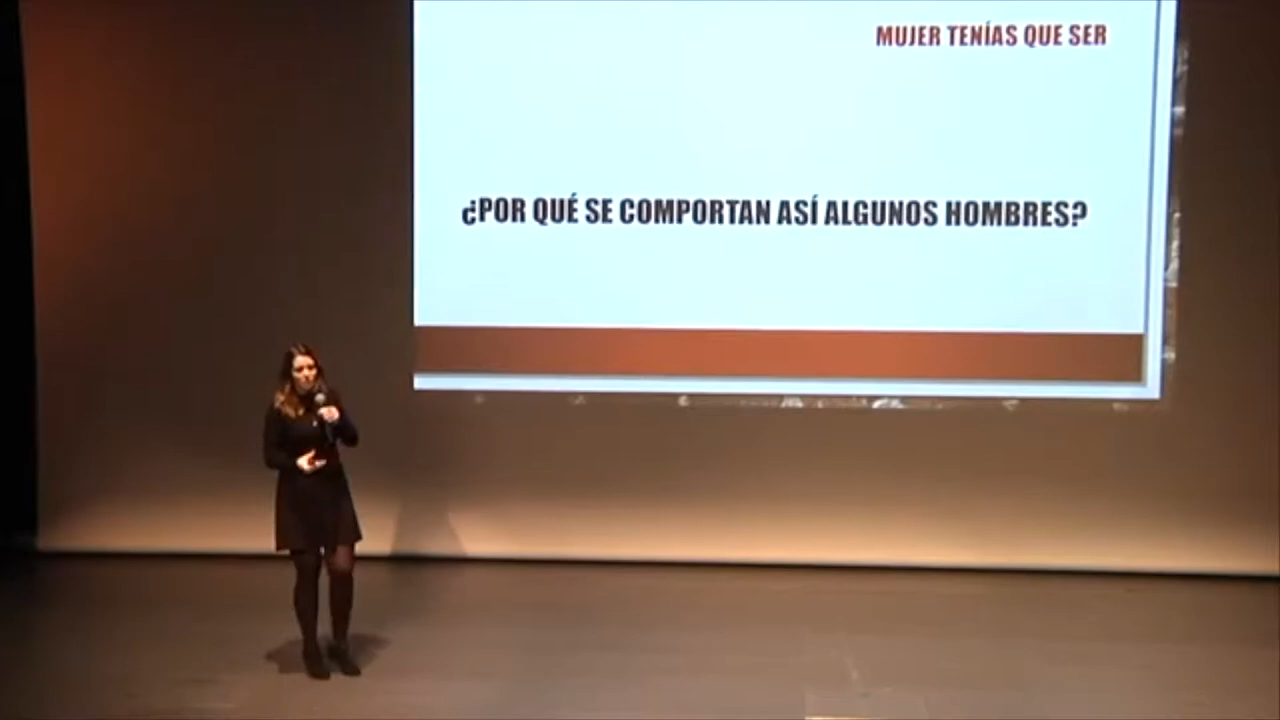 MUJER TENÍAS QUE SER
¿POR QUÉ SE COMPORTAN ASÍ ALGUNOS HOMBRES?